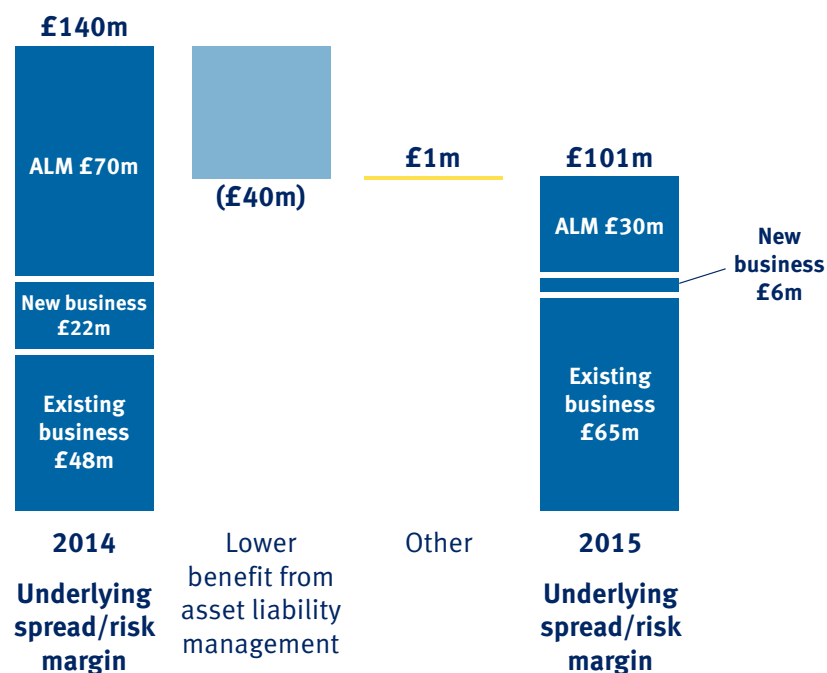 £140m
ALM £70m
New business
£22m
Existing
business
£48m
(£40m)
£1m
£101m
ALM £30m
New
business
£6m
Existing
business
£65m
2014
Underlying
spread/risk
margin
Lower
benefit from
asset liability
management
Other
2015
Underlying
spread/risk
margin